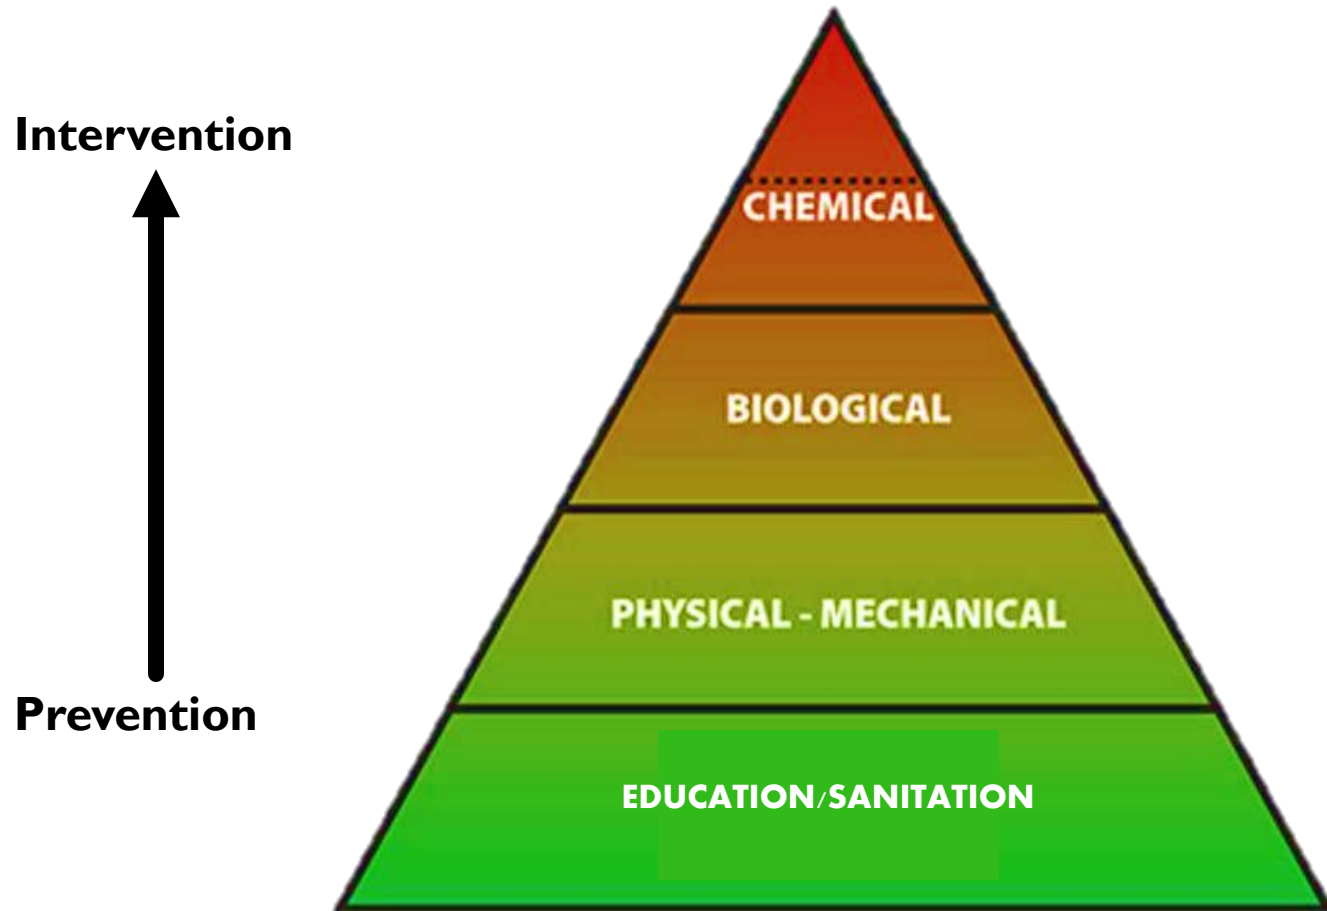 Intervention
CHEMICAL
BIOLOGICAL
PHYSICAL - MECHANICAL
Prevention
EDUCATION/SANITATION